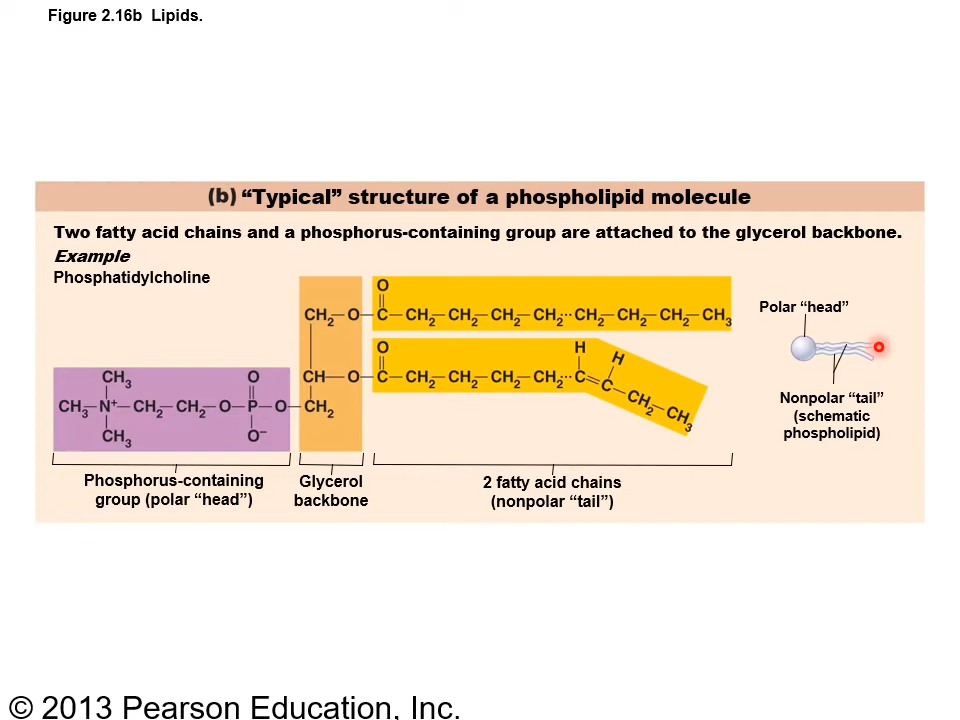 Figure 2.16b Lipids.
(b) “Typical” structure of a phospholipid molecule
Two fatty acid chains and a phosphorus-containing group are attached to the glycerol backbone.
Example
Phosphatidylcholine
O
CH2 O C CH2 CH2 CH2 CH2 ··· CH2 CH2 CH2 CH3
O H H
CH3 O CH O C CH2 CH2 CH2 CH2 ··· C C CH2 CH3
CH3 N+ CH2 CH2 O P O CH2
CH3 O–
Polar “head”
Nonpolar “tail”
(schematic
phospholipid)
Phosphorus-containing
group (polar “head”)
Glycerol
backbone
2 fatty acid chains
(nonpolar “tail”)
© 2013 Pearson Education, Inc.